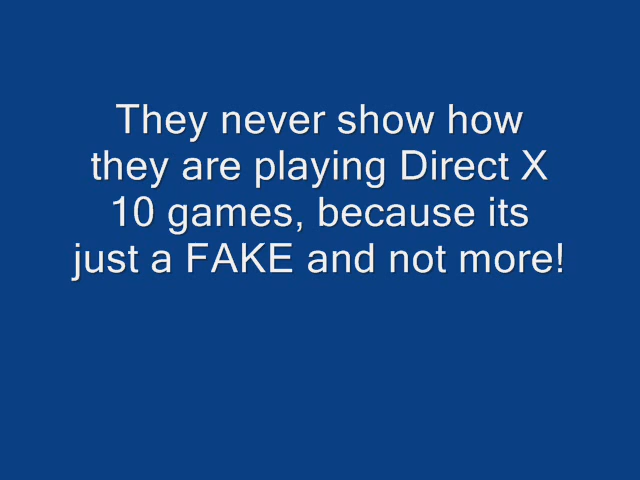 They never show how
they are playing Direct X
10 games, because its
just a FAKE and not more!